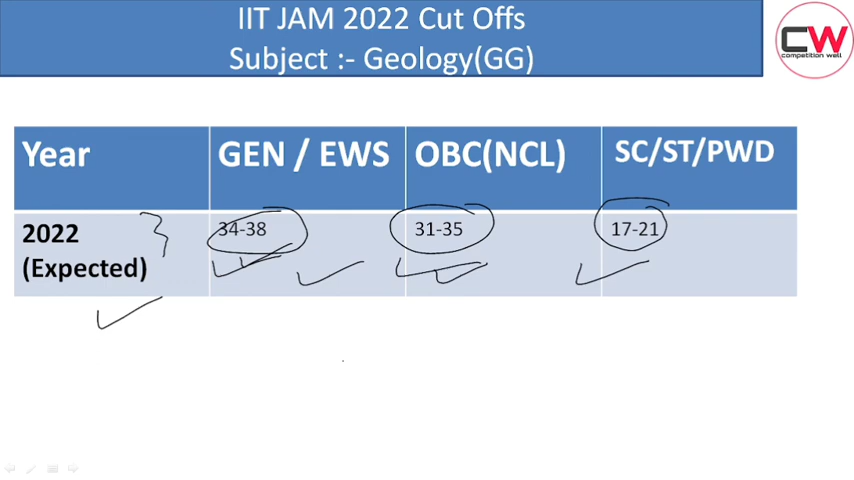 IIT JAM 2022 Cut Offs
Subject :- Geology(GG)
CW
competition well
Year GEN / EWS OBC(NCL) SC/ST/PWD
2022 34-38 31-35 17-21
(Expected)